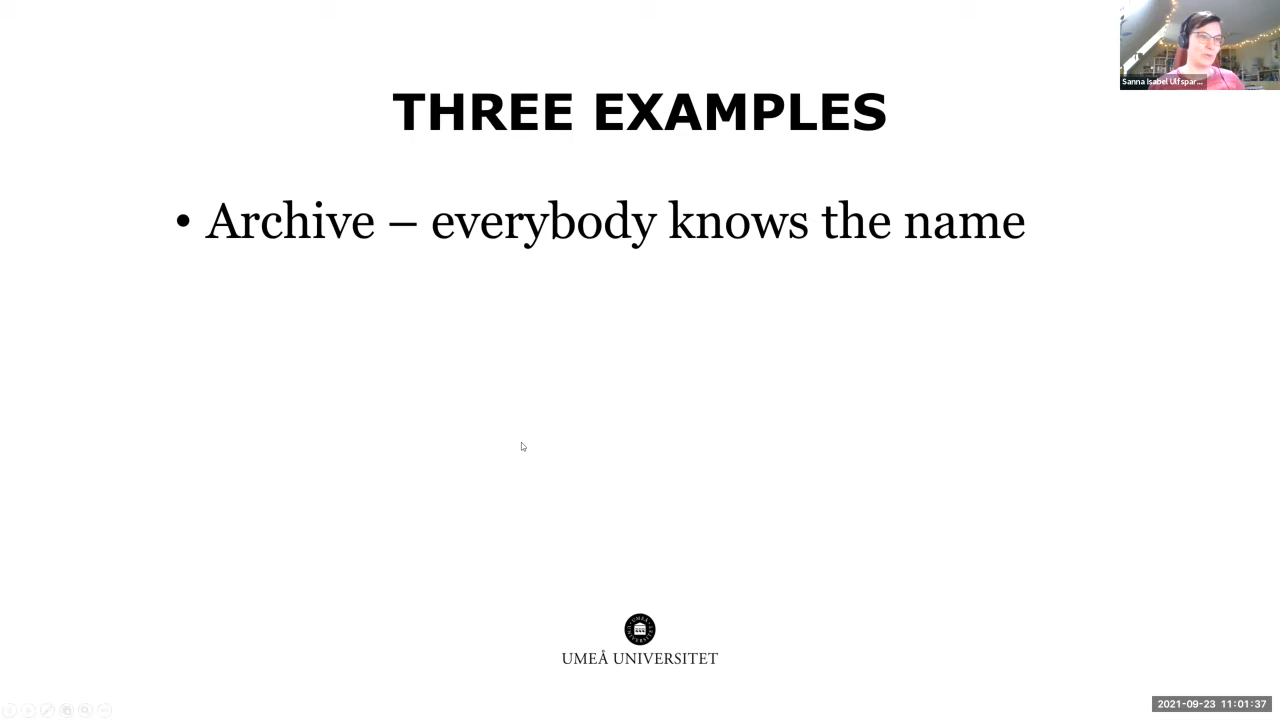 Sanna Isabel Ulfspar...
THREE EXAMPLES
• Archive – everybody knows the name
UMEÅ UNIVERSITET
2021-09-23 11:01:37